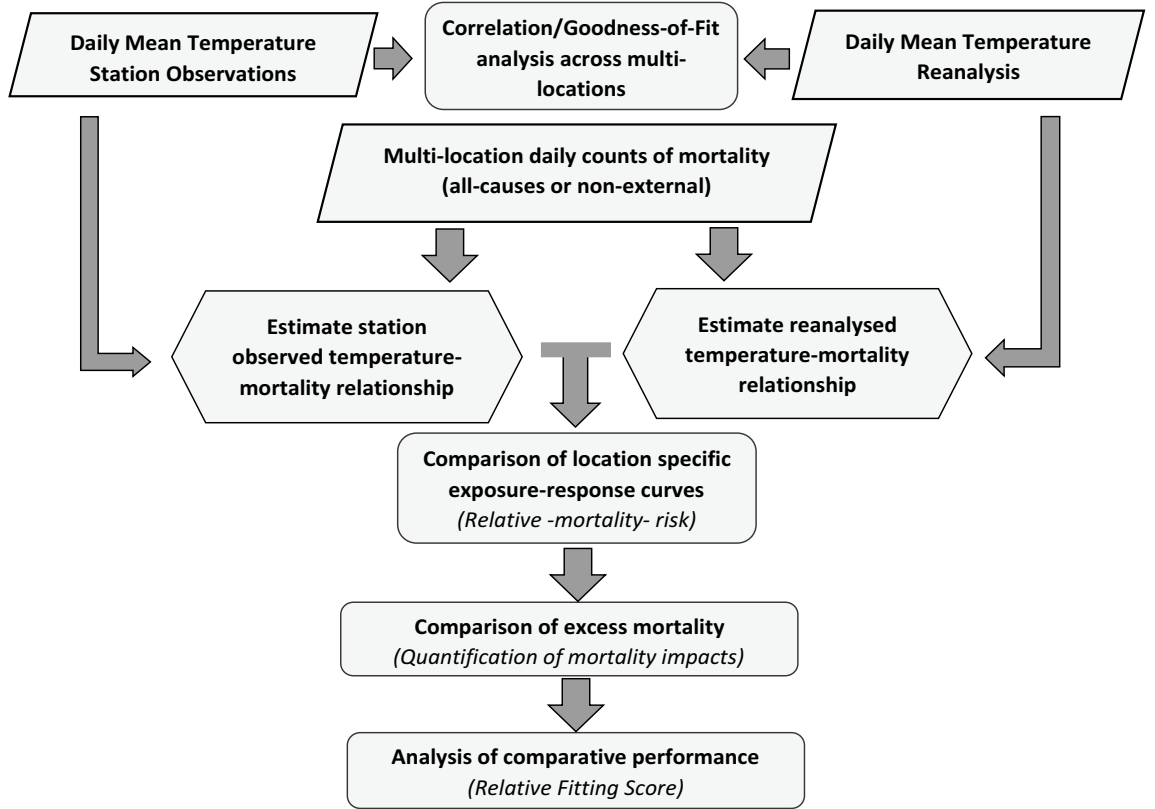 Daily Mean Temperature
Station Observations
Correlation/Goodness-of-Fit
analysis across multi-
locations
Daily Mean Temperature
Reanalysis
Multi-location daily counts of mortality
(all-causes or non-external)
Estimate station
observed temperature-
mortality relationship
Estimate reanalysed
temperature-mortality
relationship
Comparison of location specific
exposure-response curves
(Relative -mortality- risk)
Comparison of excess mortality
(Quantification of mortality impacts)
Analysis of comparative performance
(Relative Fitting Score)